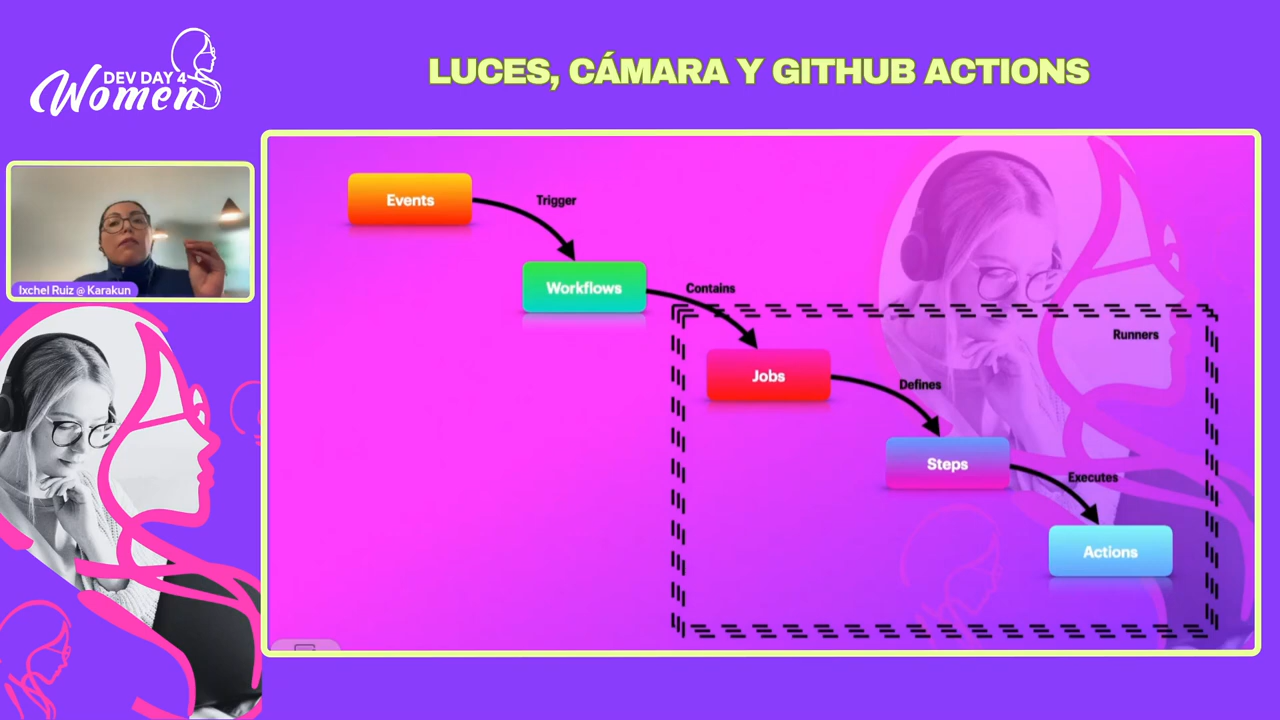 DEV DAY 4
Women
LUCES, CÁMARA Y GITHUB ACTIONS
Ixchel Ruiz @ Karakun
Events
Trigger
Workflows
Contains
Runners
Jobs
Defines
Steps
Executes
Actions